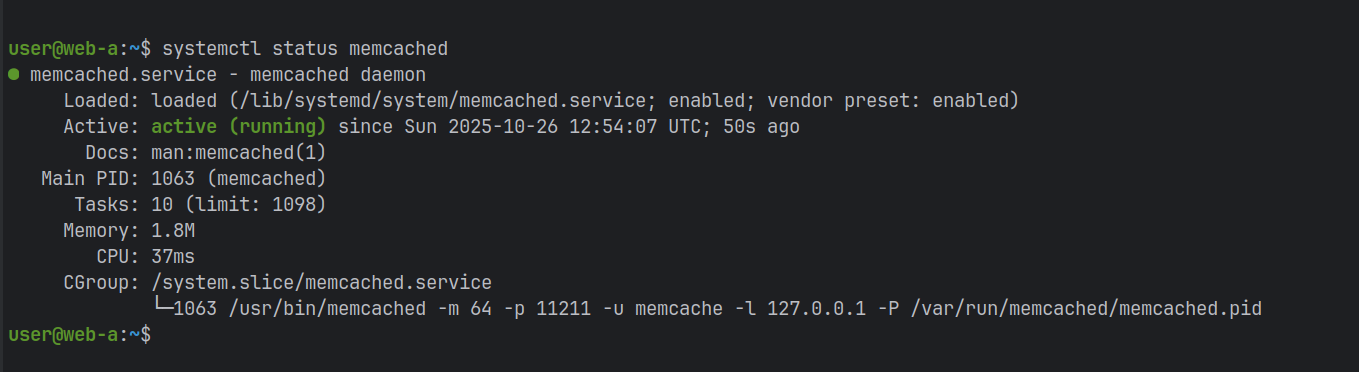 user@web-a:~$ systemctl status memcached
● memcached.service - memcached daemon
     Loaded: loaded (/lib/systemd/system/memcached.service; enabled; vendor preset: enabled)
     Active: active (running) since Sun 2025-10-26 12:54:07 UTC; 50s ago
       Docs: man:memcached(1)
   Main PID: 1063 (memcached)
      Tasks: 10 (limit: 1098)
     Memory: 1.8M
        CPU: 37ms
     CGroup: /system.slice/memcached.service
             └─1063 /usr/bin/memcached -m 64 -p 11211 -u memcache -l 127.0.0.1 -P /var/run/memcached/memcached.pid
user@web-a:~$